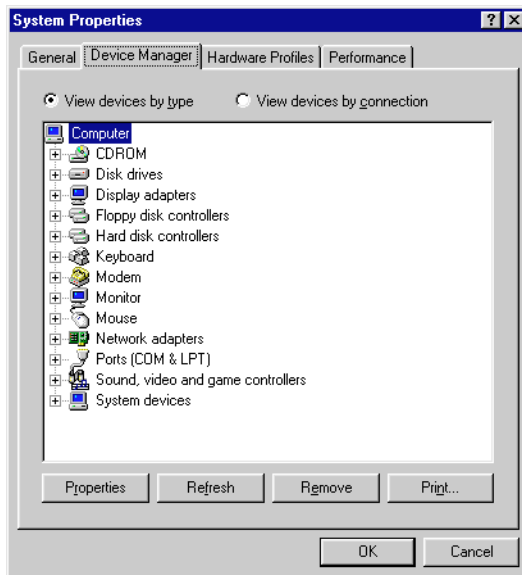 System Properties
General Device Manager Hardware Profiles Performance
View devices by type View devices by connection
Computer
CDROM
Disk drives
Display adapters
Floppy disk controllers
Hard disk controllers
Keyboard
Modem
Monitor
Mouse
Network adapters
Ports (COM & LPT)
Sound, video and game controllers
System devices
Properties Refresh Remove Print...
OK Cancel